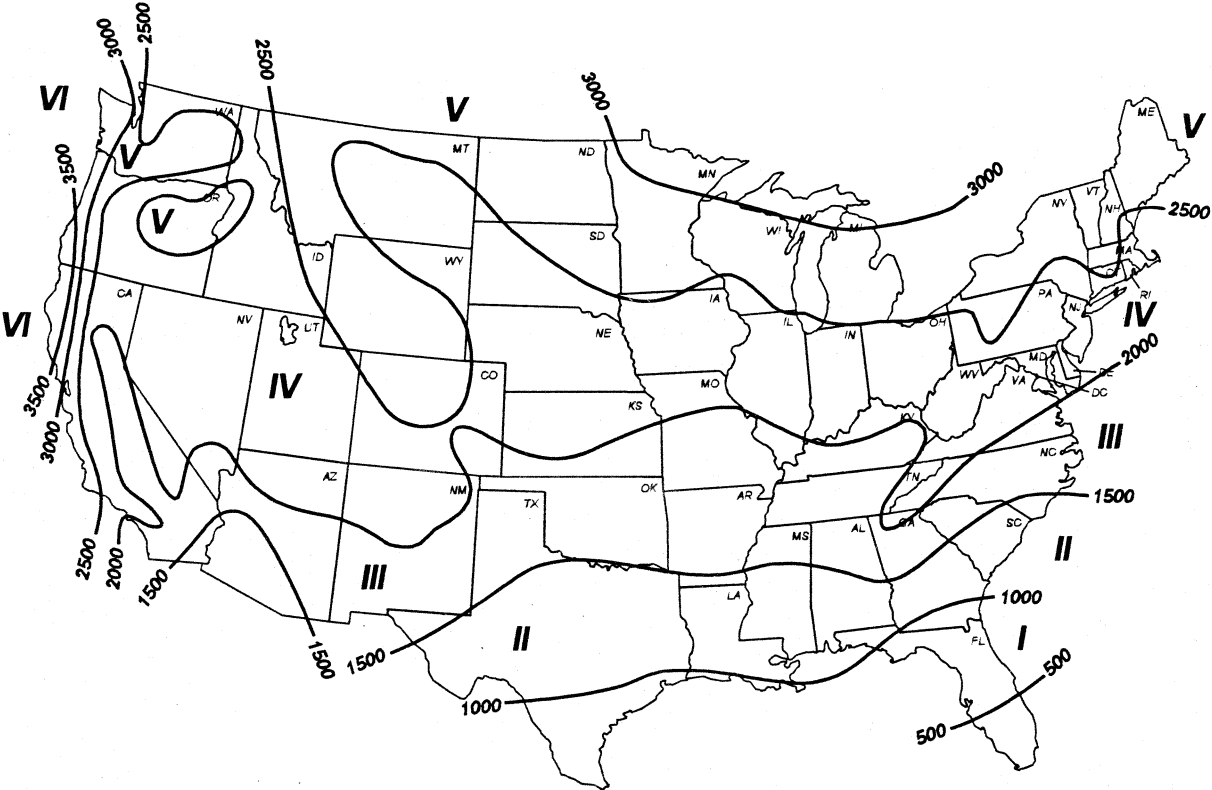 3000
2500
2500
3000
VI
V
V
ME
WA
MT
ND
MN
V
3500
V
3000
VT
NH
2500
OR
V
SD
WI
MI
MA
ID
WY
CT
RI
CA
NV
UT
IA
IL
IN
OH
PA
NJ
IV
VI
NE
2000
IV
CO
MO
WV
MD
VA
DE
DC
3500
KS
KY
3000
III
NC
AZ
NM
OK
TN
TX
AR
1500
MS
AL
GA
SC
2500
2000
1500
III
II
LA
1000
II
I
FL
1500
1500
500
1000
500